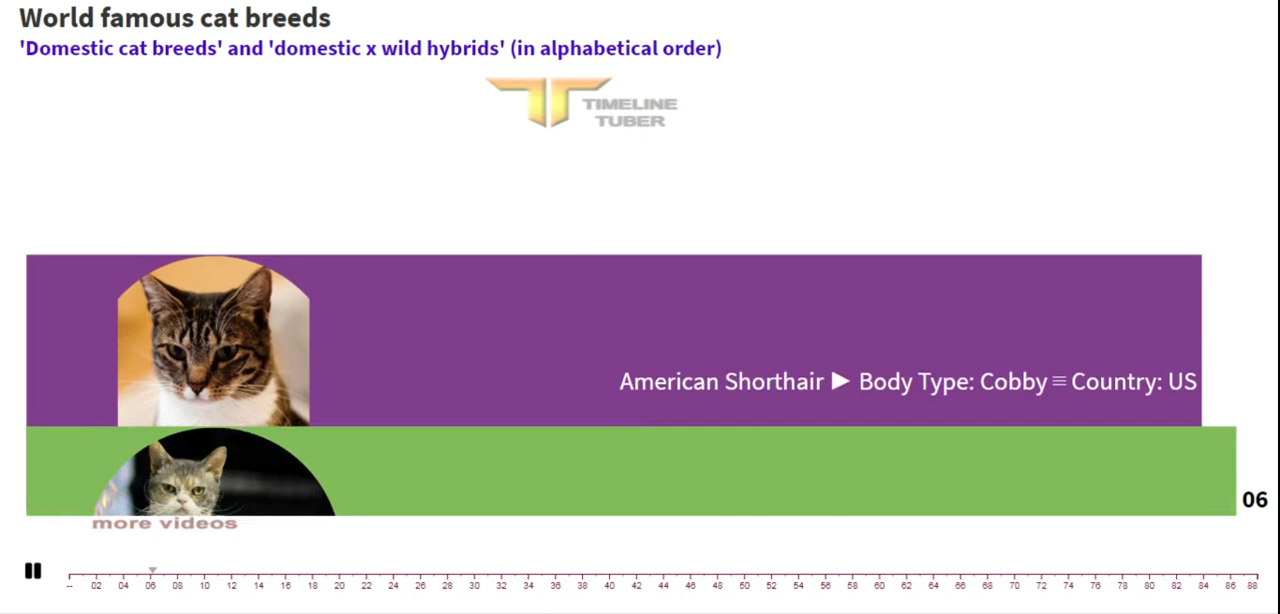 World famous cat breeds
'Domestic cat breeds' and 'domestic x wild hybrids' (in alphabetical order)
TIMELINE
TUBER
American Shorthair ▶ Body Type: Cobby ≡ Country: US
06
more videos
-- 02 04 06 08 10 12 14 16 18 20 22 24 26 28 30 32 34 36 38 40 42 44 46 48 50 52 54 56 58 60 62 64 66 68 70 72 74 76 78 80 82 84 86 88